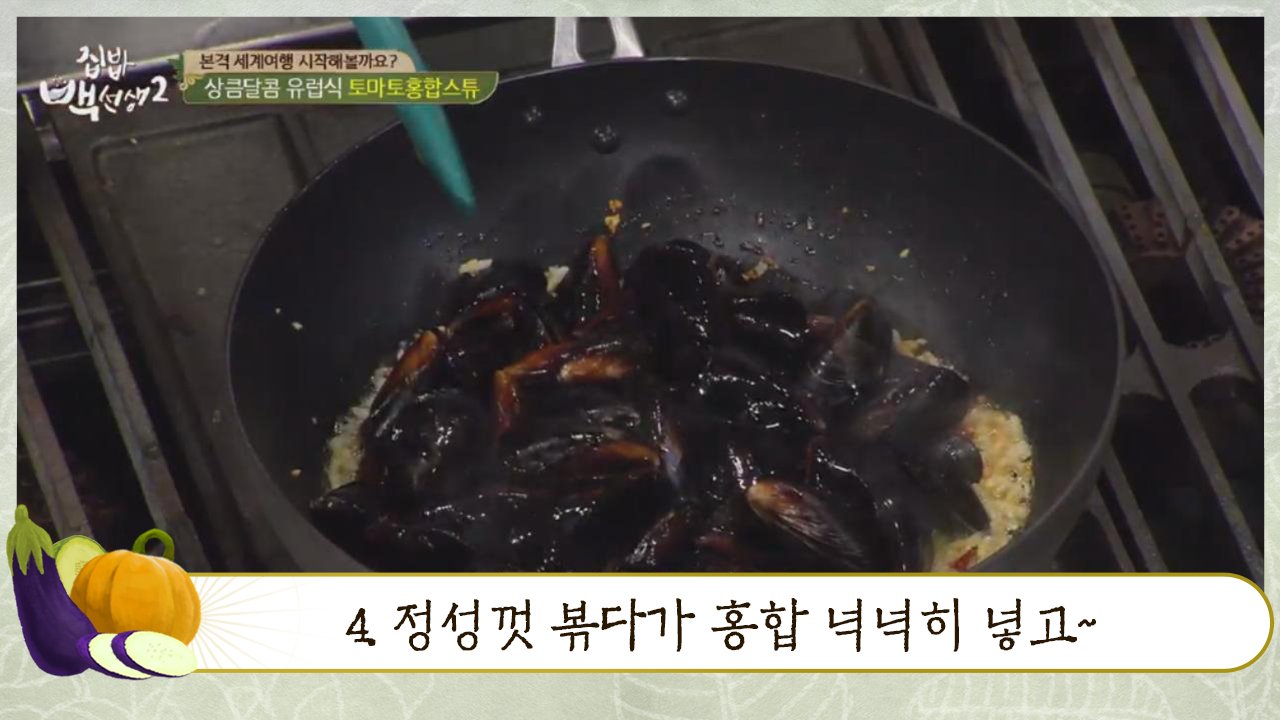 집밥
백선생2
본격 세계여행 시작해볼까요?
상큼달콤 유럽식 토마토홍합스튜
4. 정성껏 볶다가 홍합 넉넉히 넣고~